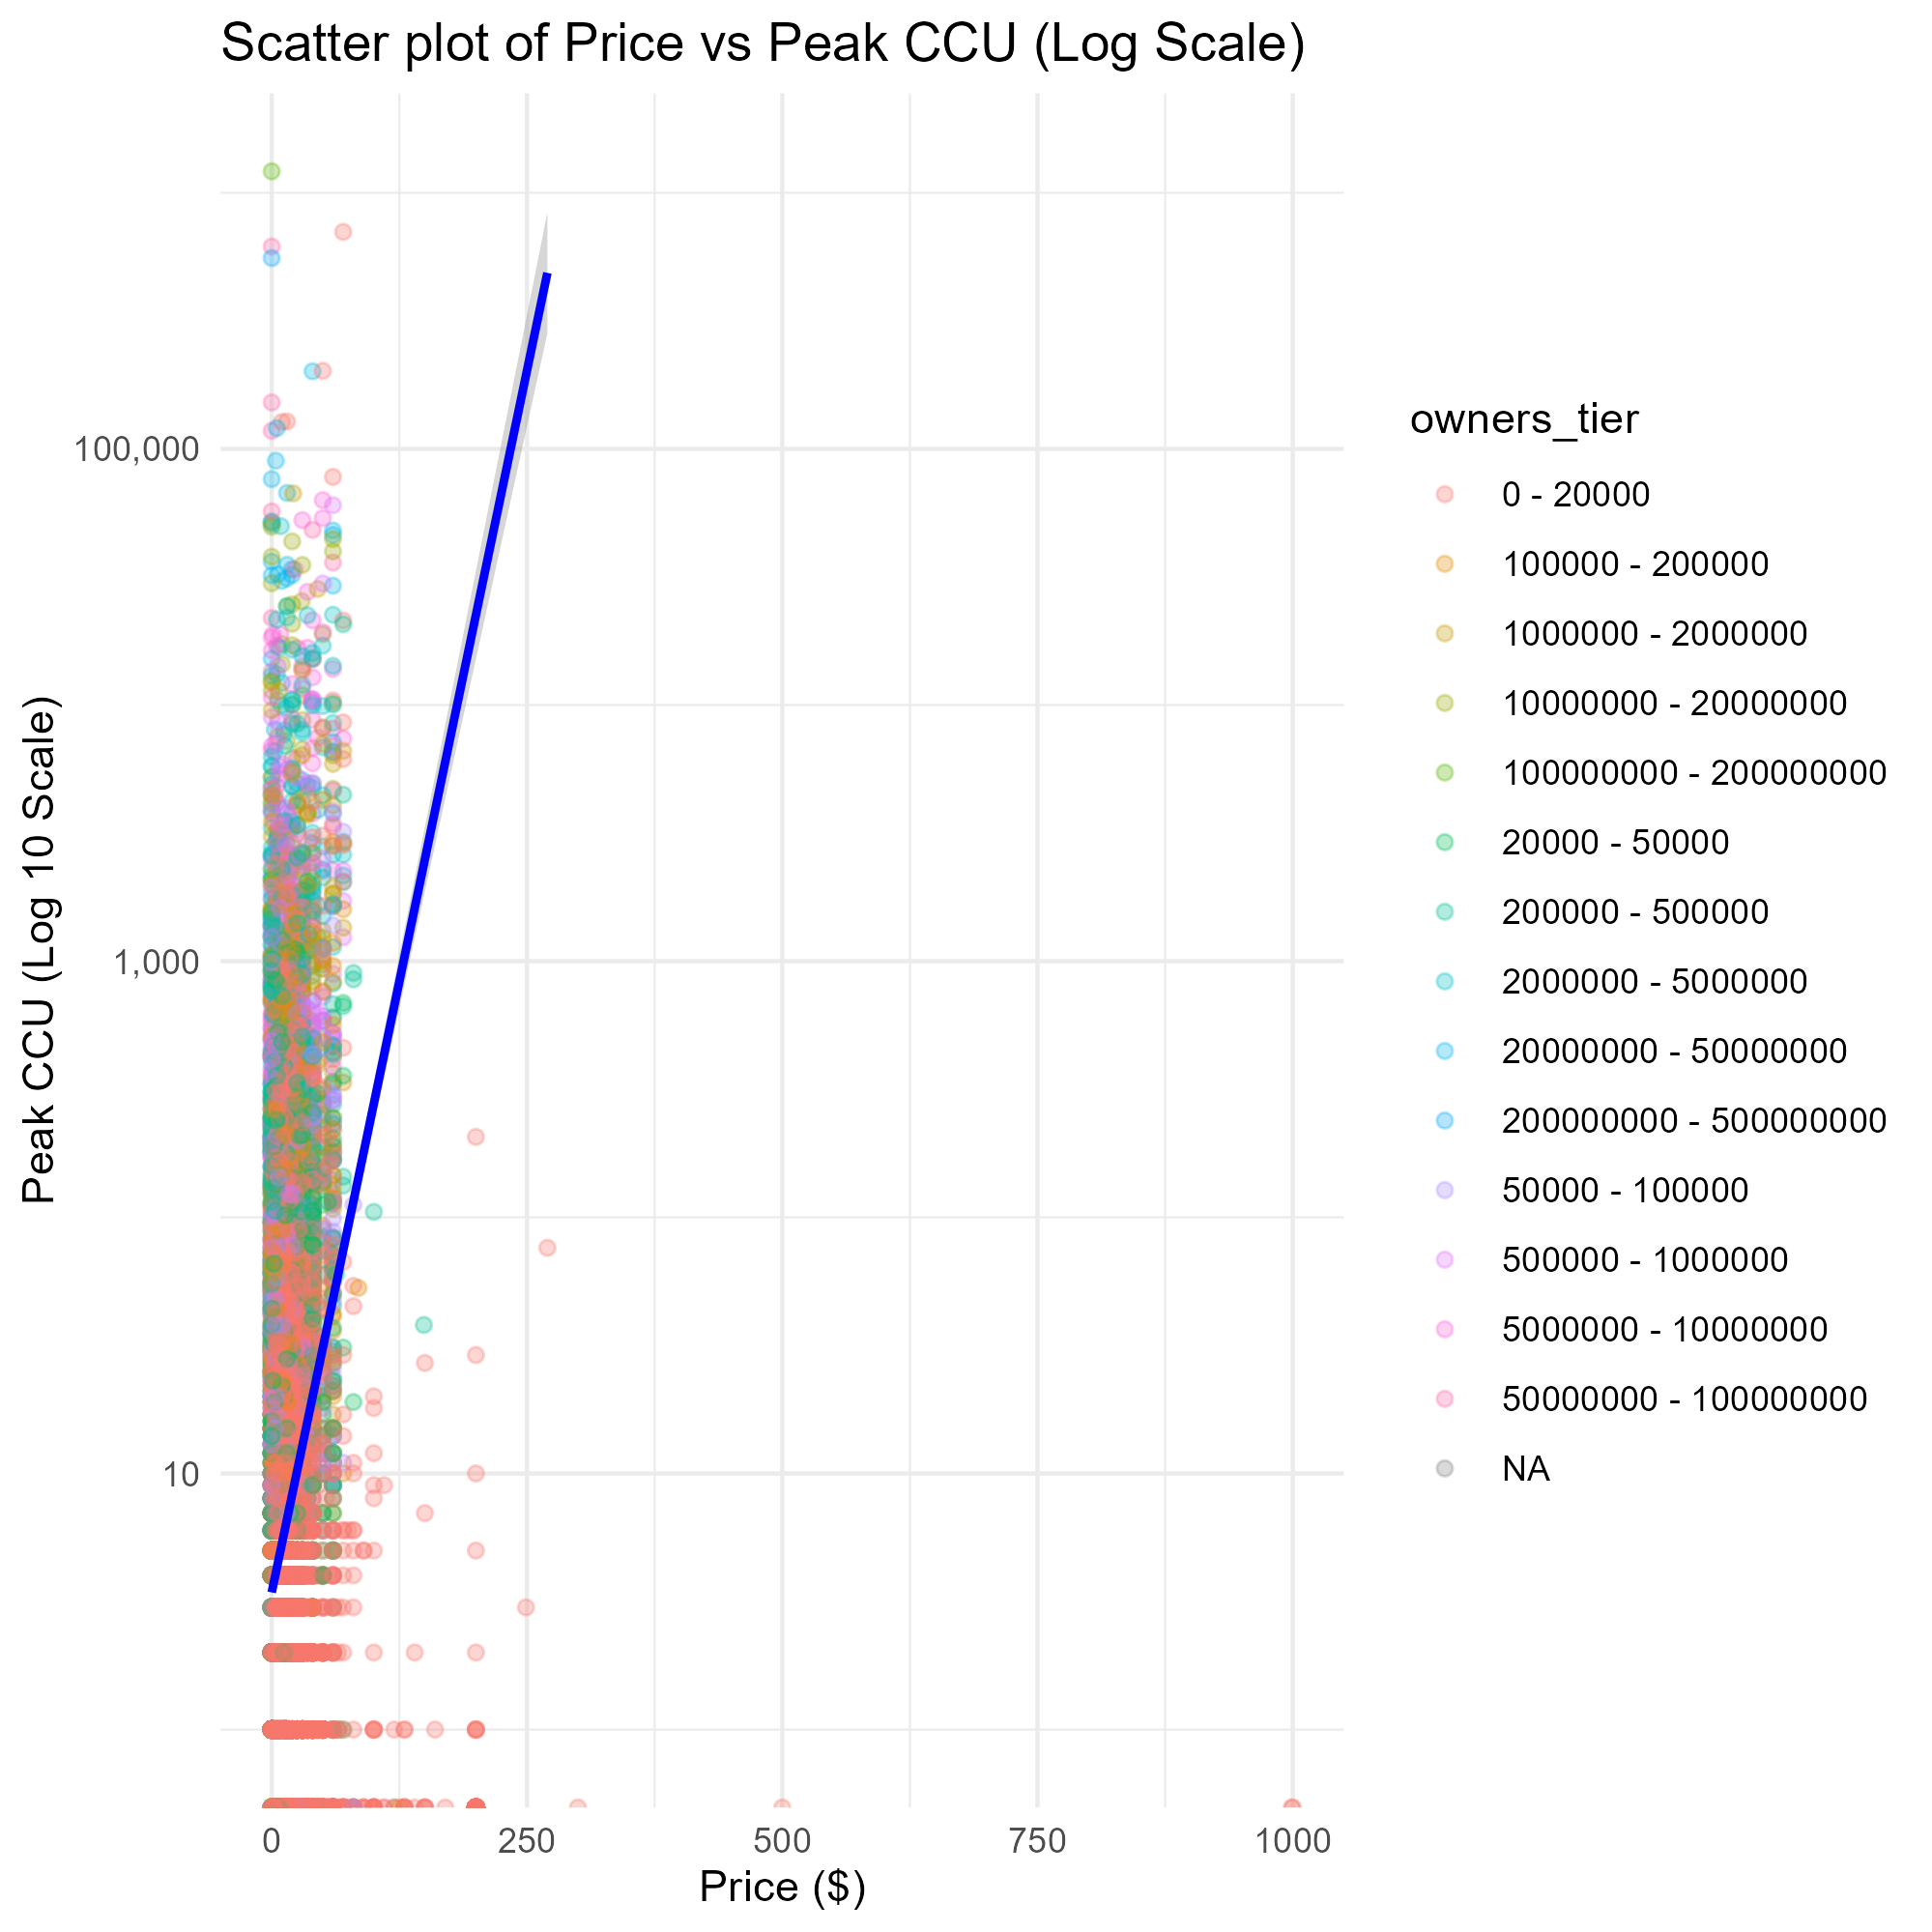 Scatter plot of Price vs Peak CCU (Log Scale)
Peak CCU (Log 10 Scale)
100,000
1,000
10
0
250
500
750
1000
Price ($)
owners_tier
0 - 20000
100000 - 200000
1000000 - 2000000
10000000 - 20000000
100000000 - 200000000
20000 - 50000
200000 - 500000
2000000 - 5000000
20000000 - 50000000
200000000 - 500000000
50000 - 100000
500000 - 1000000
5000000 - 10000000
50000000 - 100000000
NA